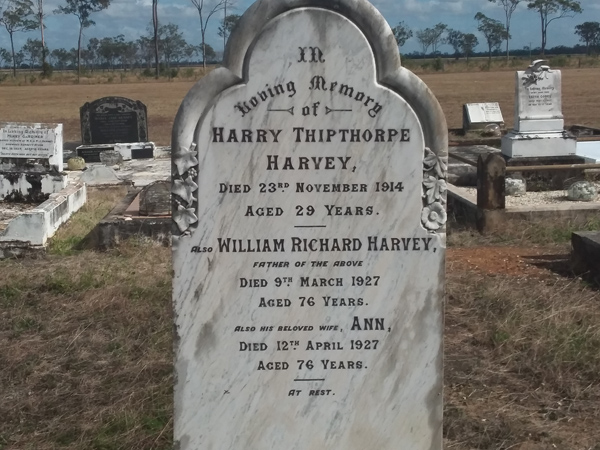 IN
Loving Memory
of
HARRY THIPTHORPE
HARVEY,
DIED 23RD NOVEMBER 1914
AGED 29 YEARS.
ALSO WILLIAM RICHARD HARVEY,
FATHER OF THE ABOVE
DIED 9TH MARCH 1927
AGED 76 YEARS.
ALSO HIS BELOVED WIFE, ANN,
DIED 12TH APRIL 1927
AGED 76 YEARS.
AT REST.